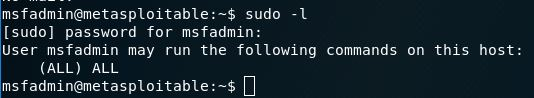 msfadmin@metasploitable:~$ sudo -l
[sudo] password for msfadmin:
User msfadmin may run the following commands on this host:
(ALL) ALL
msfadmin@metasploitable:~$